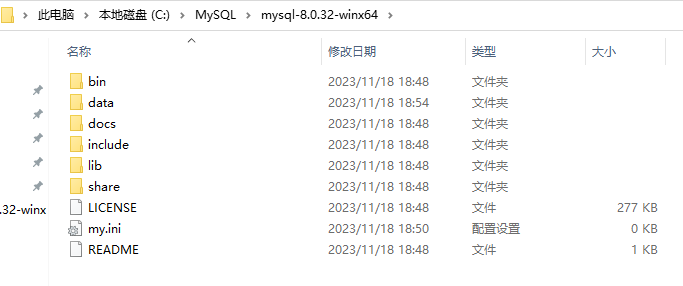 此电脑 > 本地磁盘 (C:) > MySQL > mysql-8.0.32-winx64 >
名称 修改日期 类型 大小
bin 2023/11/18 18:48 文件夹
data 2023/11/18 18:54 文件夹
docs 2023/11/18 18:48 文件夹
include 2023/11/18 18:48 文件夹
lib 2023/11/18 18:48 文件夹
share 2023/11/18 18:48 文件夹
.32-winx LICENSE 2023/11/18 18:48 文件 277 KB
my.ini 2023/11/18 18:50 配置设置 0 KB
README 2023/11/18 18:48 文件 1 KB